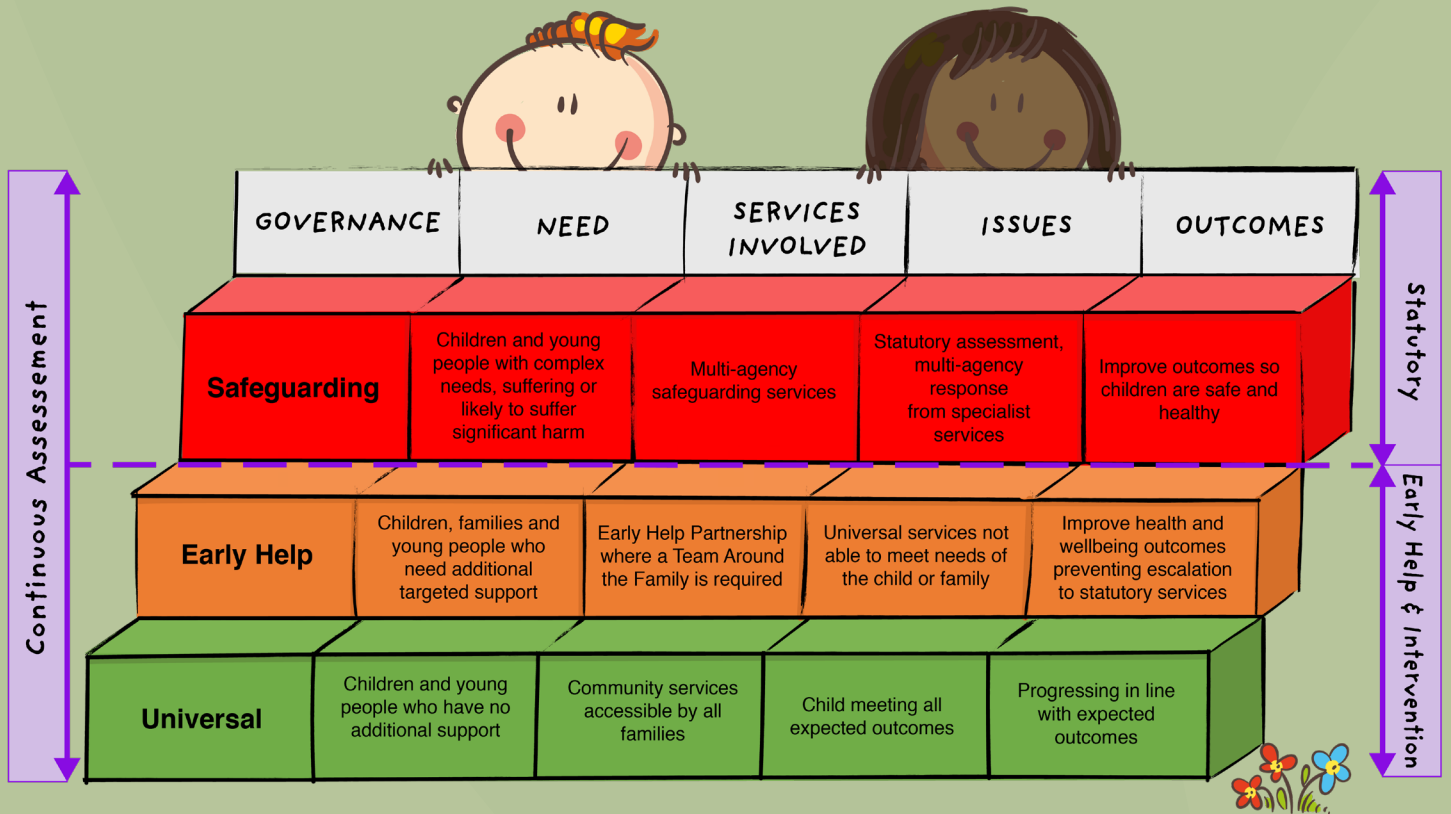 GOVERNANCE
NEED
SERVICES
INVOLVED
ISSUES
OUTCOMES
Safeguarding
Children and young
people with complex
needs, suffering or
likely to suffer
significant harm
Multi-agency
safeguarding services
Statutory assessment,
multi-agency
response
from specialist
services
Improve outcomes so
children are safe and
healthy
Early Help
Children, families and
young people who
need additional
targeted support
Early Help Partnership
where a Team Around
the Family is required
Universal services not
able to meet needs of
the child or family
Improve health and
wellbeing outcomes
preventing escalation
to statutory services
Universal
Children and young
people who have no
additional support
Community services
accessible by all
families
Child meeting all
expected outcomes
Progressing in line
with expected
outcomes
Continuous Assessement
Statutory
Early Help & Intervention